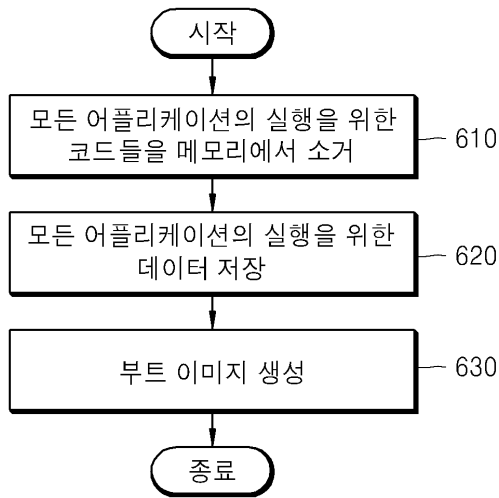 시작
모든 어플리케이션의 실행을 위한
코드들을 메모리에서 소거
610
모든 어플리케이션의 실행을 위한
데이터 저장
620
부트 이미지 생성
630
종료